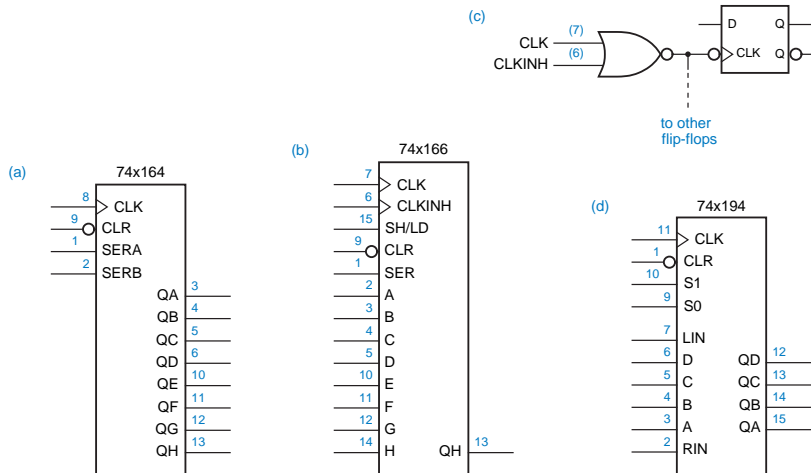 (c)
(7)
CLK
(6)
CLKINH
D Q
CLK Q
to other
flip-flops
(a)
74x164
8 CLK
9 CLR
1 SERA
2 SERB
QA 3
QB 4
QC 5
QD 6
QE 10
QF 11
QG 12
QH 13
(b)
74x166
7 CLK
6 CLKINH
15 SH/LD
9 CLR
1 SER
2 A
3 B
4 C
5 D
10 E
11 F
12 G
14 H QH 13
(d)
74x194
11 CLK
1 CLR
10 S1
9 S0
7 LIN
6 D QD 12
5 C QC 13
4 B QB 14
3 A QA 15
2 RIN